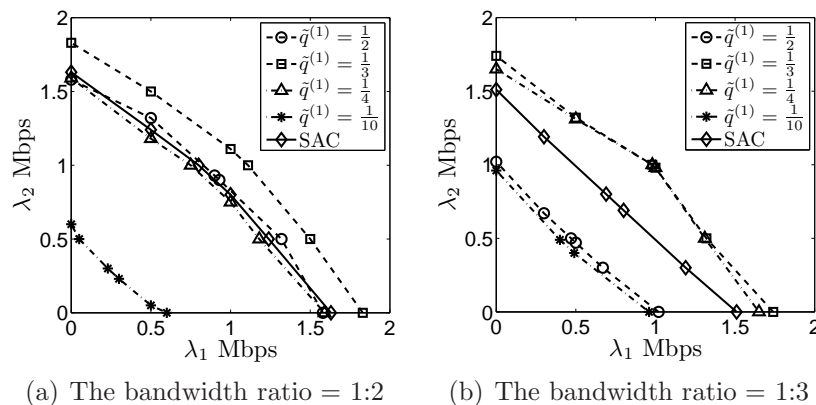 2
1.5
1
0.5
0
0
0.5
1
1.5
2
λ₂ Mbps
λ₁ Mbps
q̃⁽¹⁾ = 1/2
q̃⁽¹⁾ = 1/3
q̃⁽¹⁾ = 1/4
q̃⁽¹⁾ = 1/10
SAC
(a) The bandwidth ratio = 1:2
2
1.5
1
0.5
0
0
0.5
1
1.5
2
λ₂ Mbps
λ₁ Mbps
q̃⁽¹⁾ = 1/2
q̃⁽¹⁾ = 1/3
q̃⁽¹⁾ = 1/4
q̃⁽¹⁾ = 1/10
SAC
(b) The bandwidth ratio = 1:3